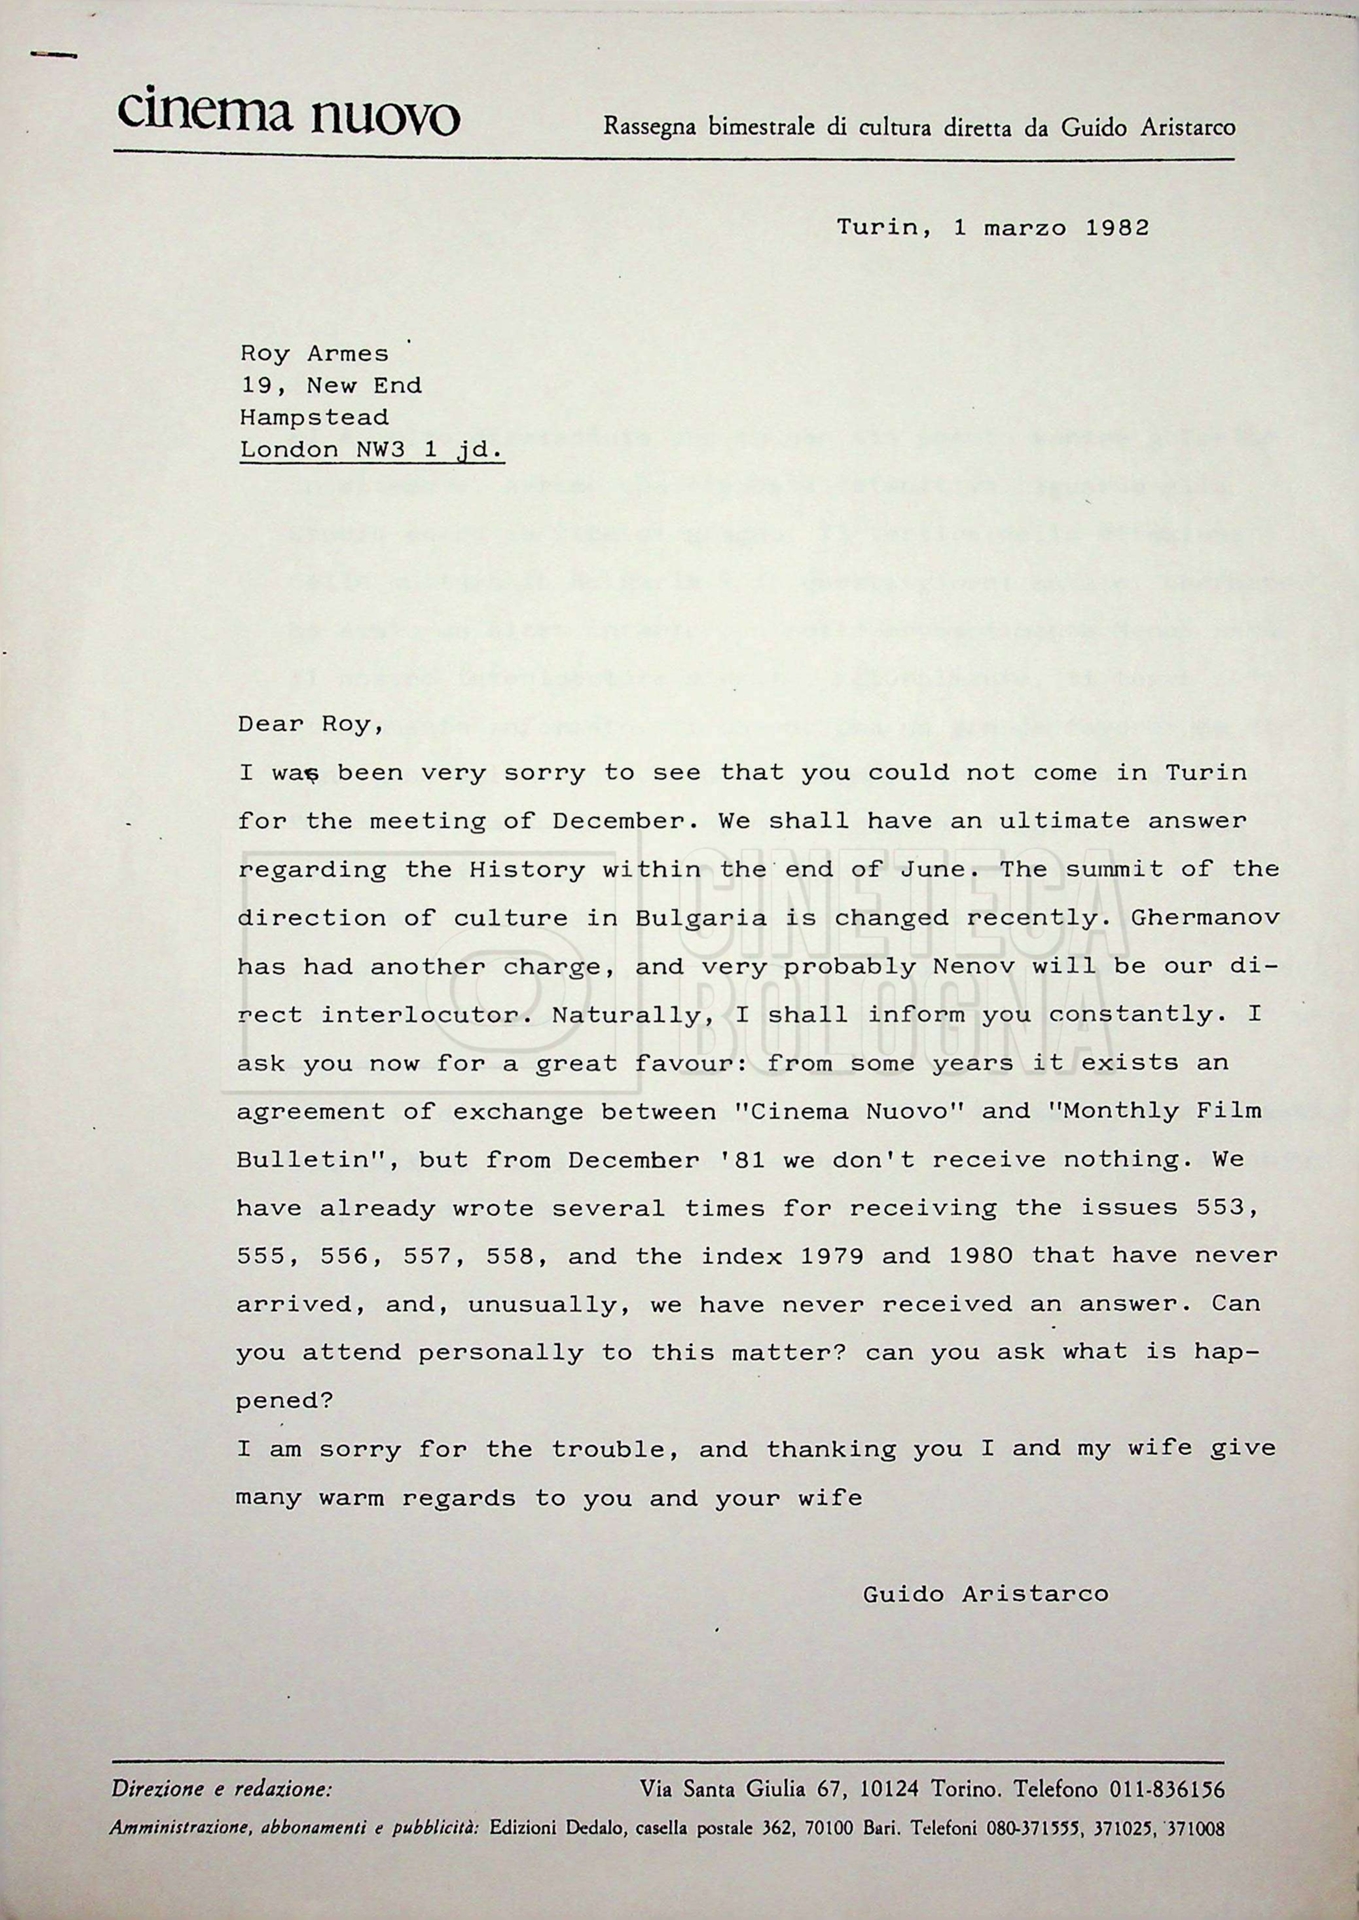 cinema nuovo
Rassegna bimestrale di cultura diretta da Guido Aristarco
Turin, 1 marzo 1982
Roy Armes
19, New End
Hampstead
London NW3 1 jd.
Dear Roy,
I was been very sorry to see that you could not come in Turin
for the meeting of December. We shall have an ultimate answer
regarding the History within the end of June. The summit of the
direction of culture in Bulgaria is changed recently. Ghermanov
has had another charge, and very probably Nenov will be our di-
rect interlocutor. Naturally, I shall inform you constantly. I
ask you now for a great favour: from some years it exists an
agreement of exchange between "Cinema Nuovo" and "Monthly Film
Bulletin", but from December '81 we don't receive nothing. We
have already wrote several times for receiving the issues 553,
555, 556, 557, 558, and the index 1979 and 1980 that have never
arrived, and, unusually, we have never received an answer. Can
you attend personally to this matter? can you ask what is hap-
pened?
I am sorry for the trouble, and thanking you I and my wife give
many warm regards to you and your wife
Guido Aristarco
CINETECA
BOLOGNA
Direzione e redazione: Via Santa Giulia 67, 10124 Torino. Telefono 011-836156
Amministrazione, abbonamenti e pubblicità: Edizioni Dedalo, casella postale 362, 70100 Bari. Telefoni 080-371555, 371025, 371008